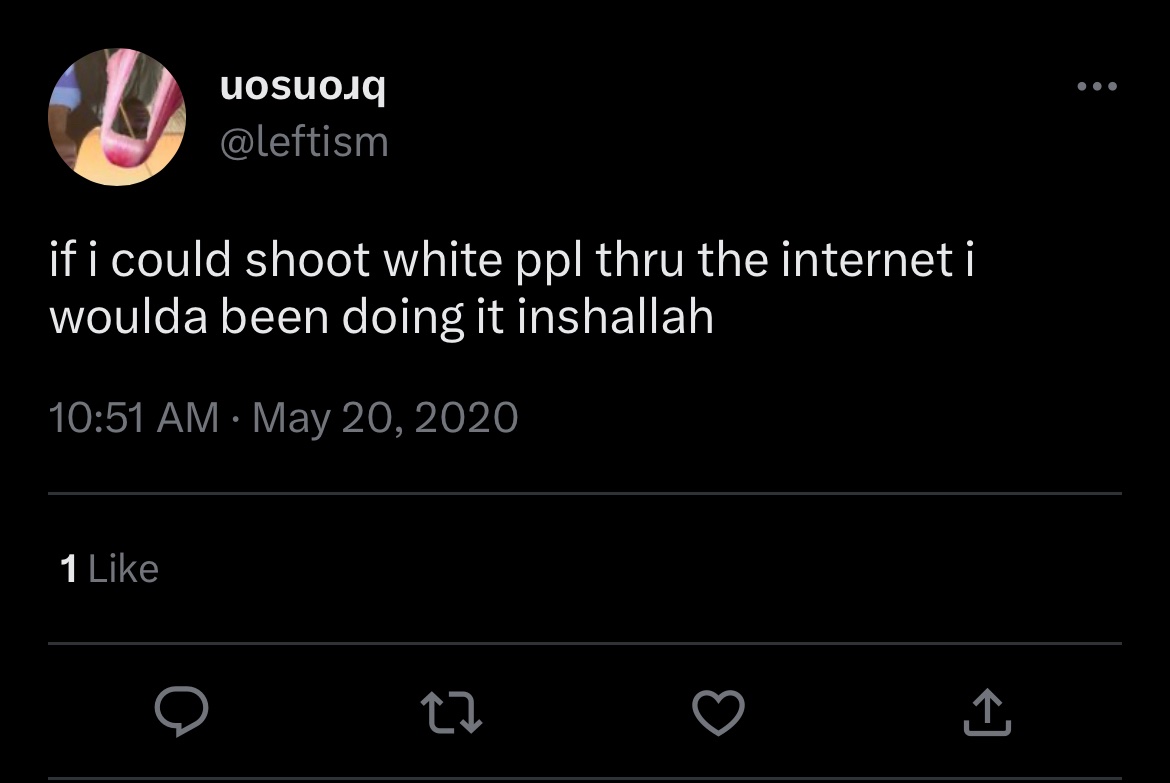 uosuoɹq
@leftism
if i could shoot white ppl thru the internet i
woulda been doing it inshallah
10:51 AM · May 20, 2020
1 Like